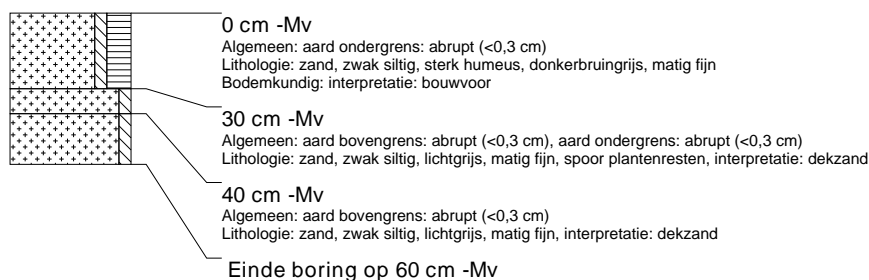 0 cm -Mv
Algemeen: aard ondergrens: abrupt (<0,3 cm)
Lithologie: zand, zwak siltig, sterk humeus, donkerbruingrijs, matig fijn
Bodemkundig: interpretatie: bouwvoor
30 cm -Mv
Algemeen: aard bovengrens: abrupt (<0,3 cm), aard ondergrens: abrupt (<0,3 cm)
Lithologie: zand, zwak siltig, lichtgrijs, matig fijn, spoor plantenresten, interpretatie: dekzand
40 cm -Mv
Algemeen: aard bovengrens: abrupt (<0,3 cm)
Lithologie: zand, zwak siltig, lichtgrijs, matig fijn, interpretatie: dekzand
Einde boring op 60 cm -Mv